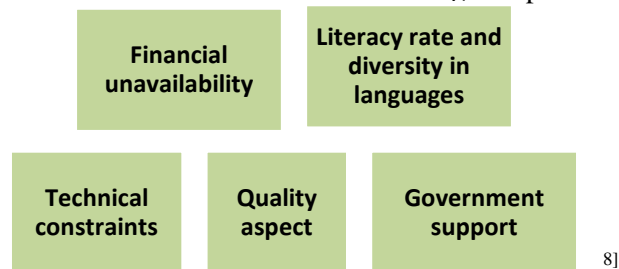 Financial
unavailability
Literacy rate and
diversity in
languages
Technical
constraints
Quality
aspect
Government
support
8]